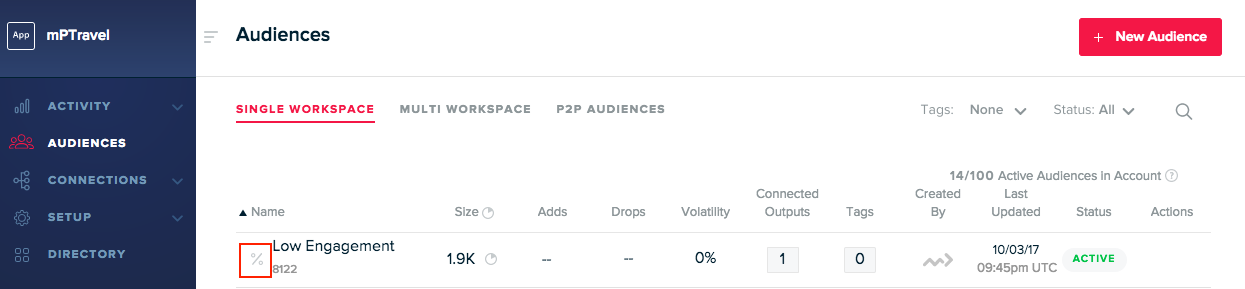 App mPTravel
Audiences
+ New Audience
ACTIVITY
AUDIENCES
CONNECTIONS
SETUP
DIRECTORY
SINGLE WORKSPACE MULTI WORKSPACE P2P AUDIENCES
Tags: None Status: All
14/100 Active Audiences in Account ?
▲ Name Size Adds Drops Volatility Connected Outputs Tags Created By Last Updated Status Actions
% Low Engagement 1.9K -- -- 0% 1 0 10/03/17 ACTIVE
8122 09:45pm UTC